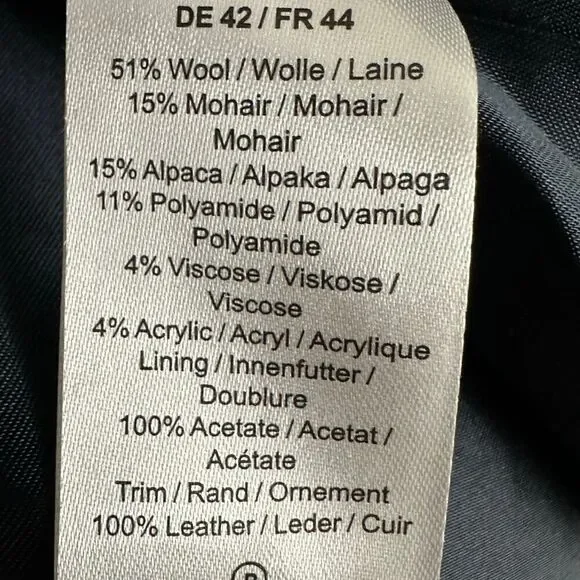 DE 42 / FR 44
51% Wool / Wolle / Laine
15% Mohair / Mohair /
Mohair
15% Alpaca / Alpaka / Alpaga
11% Polyamide / Polyamid /
Polyamide
4% Viscose / Viskose /
Viscose
4% Acrylic / Acryl / Acrylique
Lining / Innenfutter /
Doublure
100% Acetate / Acetat /
Acétate
Trim / Rand / Ornement
100% Leather / Leder / Cuir
P